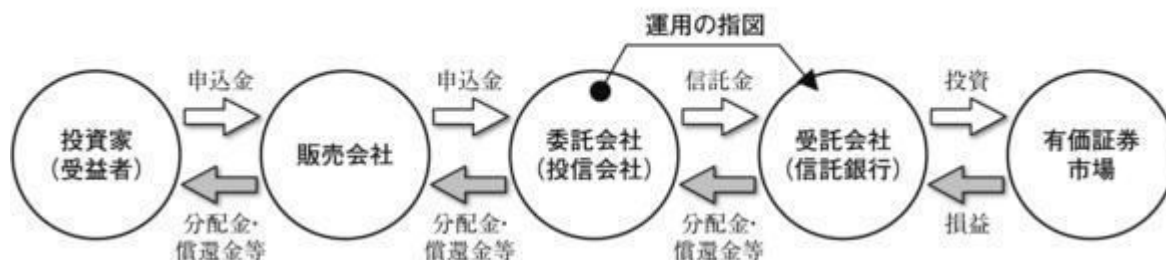 運用の指図
申込金
申込金
信託金
投資
投資家
(受益者)
販売会社
委託会社
(投信会社)
受託会社
(信託銀行)
有価証券
市場
分配金・
償還金等
分配金・
償還金等
分配金・
償還金等
損益